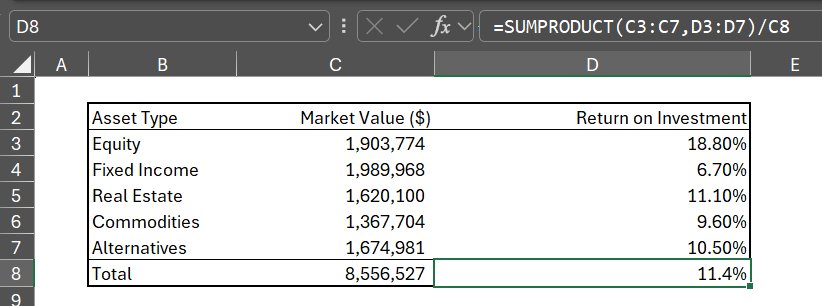 D8 fx =SUMPRODUCT(C3:C7,D3:D7)/C8
A B C D E
1
2 Asset Type Market Value ($) Return on Investment
3 Equity 1,903,774 18.80%
4 Fixed Income 1,989,968 6.70%
5 Real Estate 1,620,100 11.10%
6 Commodities 1,367,704 9.60%
7 Alternatives 1,674,981 10.50%
8 Total 8,556,527 11.4%
9